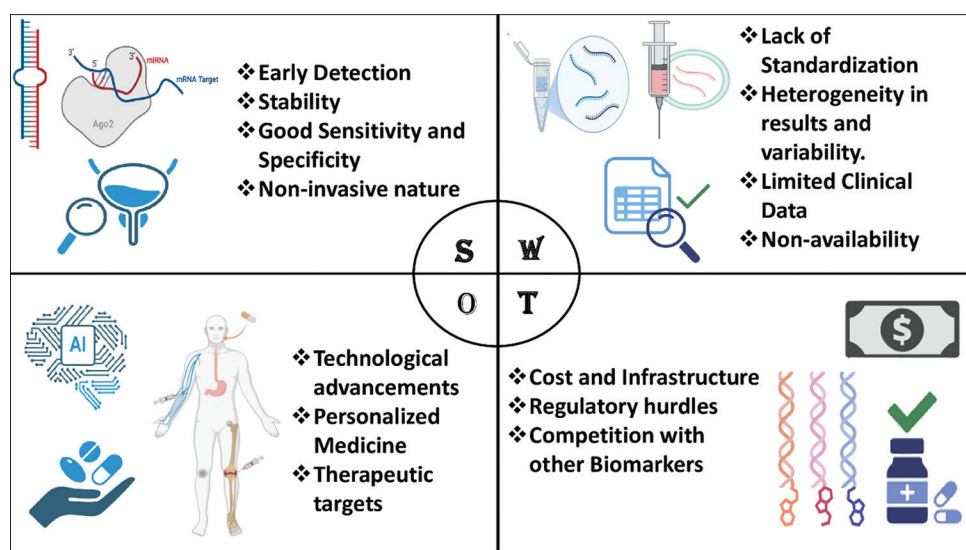 3'
5'
3'
miRNA
mRNA Target
Ago2
❖Early Detection
❖Stability
❖Good Sensitivity and
Specificity
❖Non-invasive nature
❖Lack of
Standardization
❖Heterogeneity in
results and
variability.
❖Limited Clinical
Data
❖Non-availability
S W
O T
AI
❖Technological
advancements
❖Personalized
Medicine
❖Therapeutic
targets
$
❖Cost and Infrastructure
❖Regulatory hurdles
❖Competition with
other Biomarkers